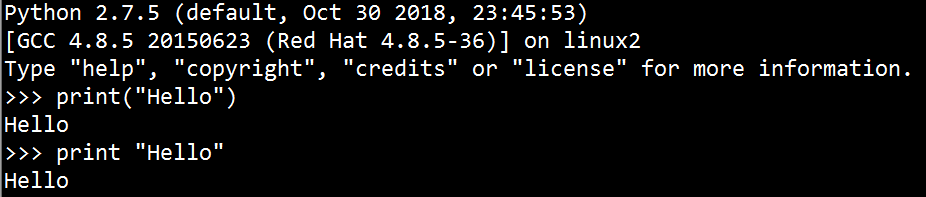 Python 2.7.5 (default, Oct 30 2018, 23:45:53)
[GCC 4.8.5 20150623 (Red Hat 4.8.5-36)] on linux2
Type "help", "copyright", "credits" or "license" for more information.
>>> print("Hello")
Hello
>>> print "Hello"
Hello